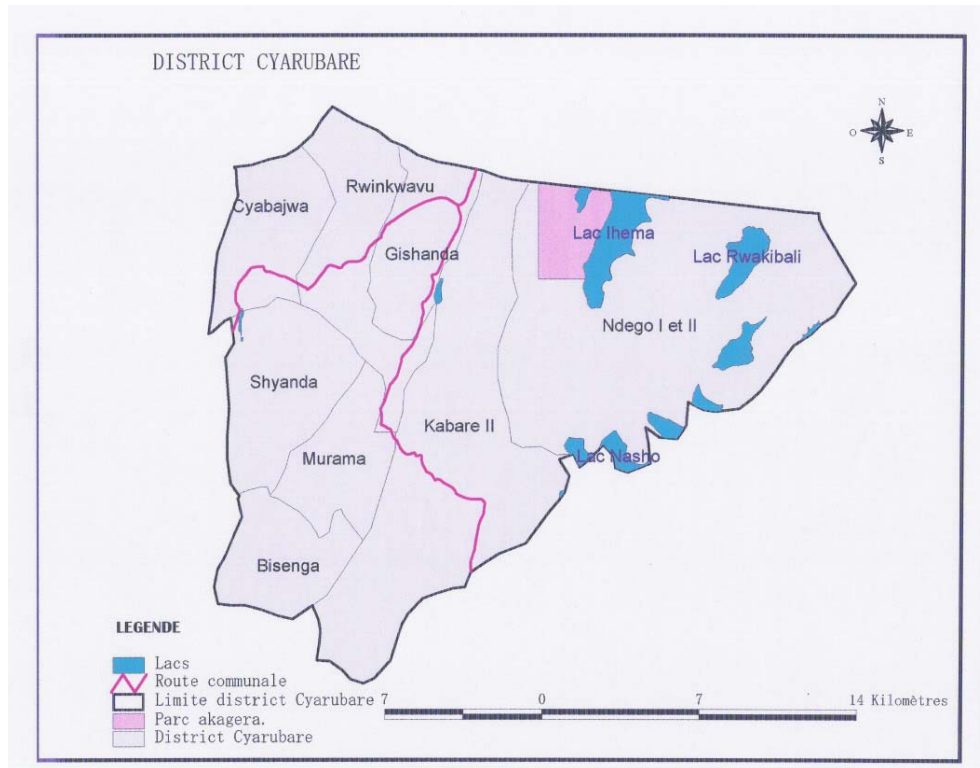 DISTRICT CYARUBARE
N
O E
S
Rwinkwavu
Cyabajwa
Lac Ihema
Gishanda
Lac Rwakibali
Ndego I et II
Shyanda
Kabare II
Murama
Lac Nasho
Bisenga
LEGENDE
Lacs
Route communale
Limite district Cyarubare
Parc akagera.
District Cyarubare
7 0 7 14 Kilomètres